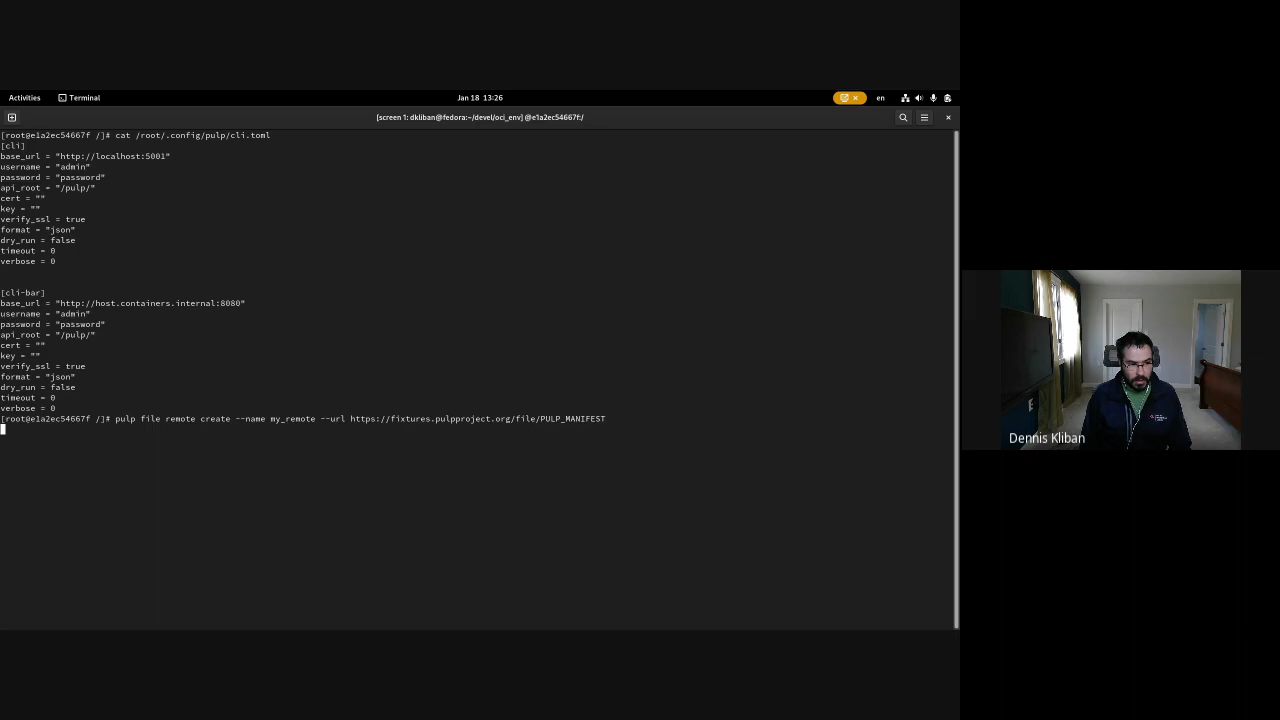 Activities
Terminal
Jan 18 13:26
en
[screen 1: dkliban@fedora:~/devel/oci_env] @e1a2ec54667f:/
[root@e1a2ec54667f /]# cat /root/.config/pulp/cli.toml
[cli]
base_url = "http://localhost:5001"
username = "admin"
password = "password"
api_root = "/pulp/"
cert = ""
key = ""
verify_ssl = true
format = "json"
dry_run = false
timeout = 0
verbose = 0
[cli-bar]
base_url = "http://host.containers.internal:8080"
username = "admin"
password = "password"
api_root = "/pulp/"
cert = ""
key = ""
verify_ssl = true
format = "json"
dry_run = false
timeout = 0
verbose = 0
[root@e1a2ec54667f /]# pulp file remote create --name my_remote --url https://fixtures.pulpproject.org/file/PULP_MANIFEST
Dennis Kliban